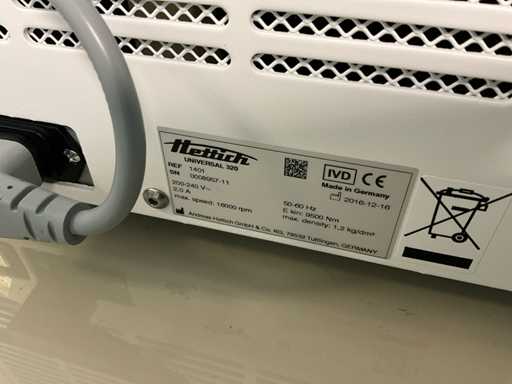 Hettich
UNIVERSAL 320
REF 1401
SN 0008957-11
200-240 V~
2.0 A
max. speed: 16000 rpm
IVD CE
Made in Germany
2016-12-16
50-60 Hz
E kin: 9500 Nm
max. density: 1,2 kg/dm³
Andreas Hettich GmbH & Co. KG, 78532 Tuttlingen, GERMANY